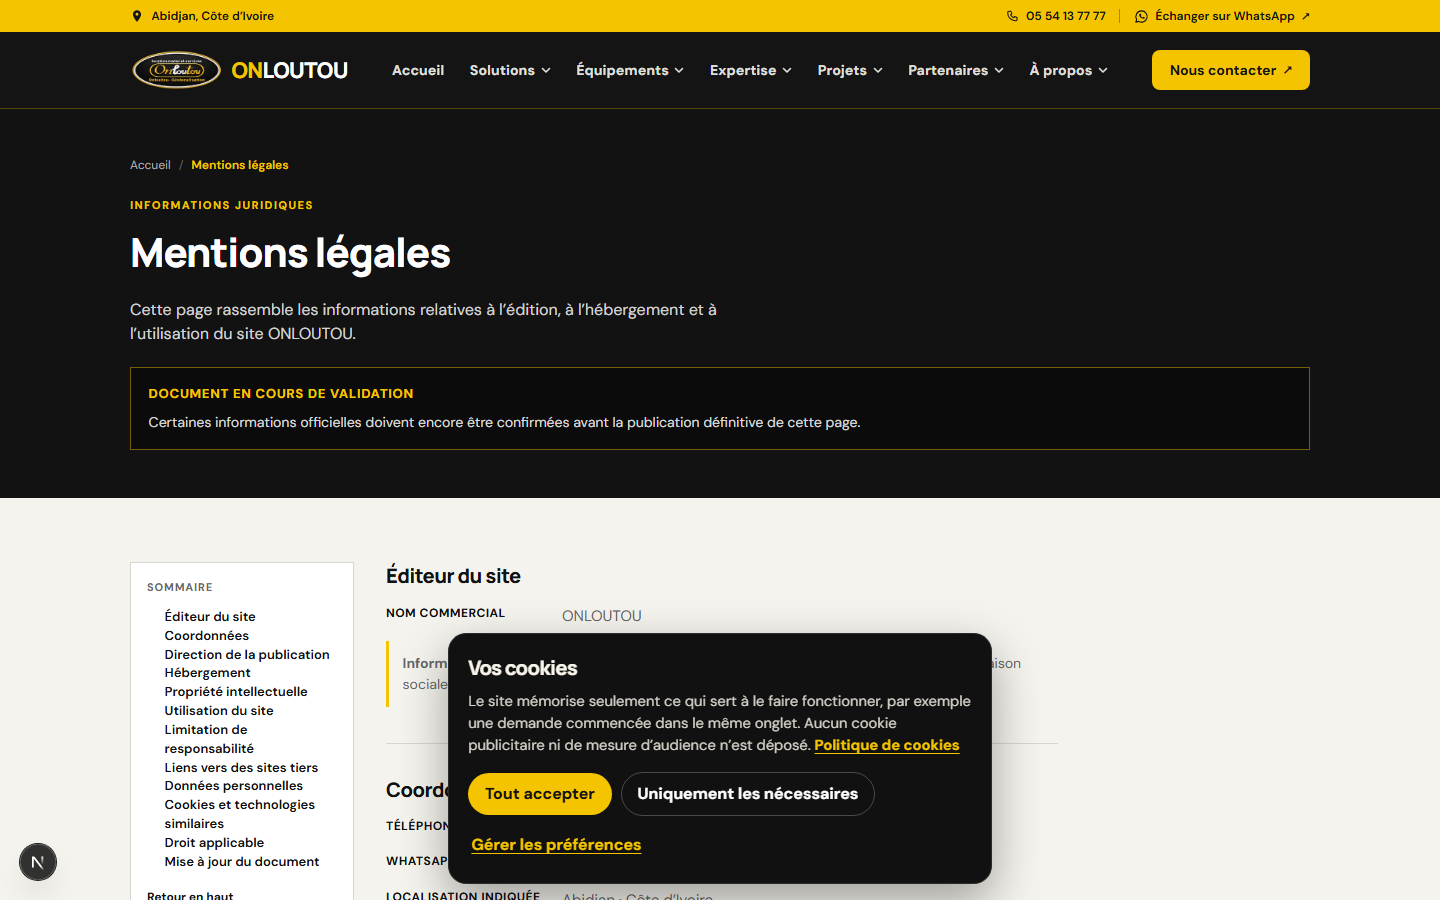 Abidjan, Côte d’Ivoire
05 54 13 77 77
Échanger sur WhatsApp ↗
Onloutou
ONLOUTOU
Accueil
Solutions
Équipements
Expertise
Projets
Partenaires
À propos
Nous contacter ↗
Accueil / Mentions légales
INFORMATIONS JURIDIQUES
Mentions légales
Cette page rassemble les informations relatives à l’édition, à l’hébergement et à
l’utilisation du site ONLOUTOU.
DOCUMENT EN COURS DE VALIDATION
Certaines informations officielles doivent encore être confirmées avant la publication définitive de cette page.
SOMMAIRE
Éditeur du site
Coordonnées
Direction de la publication
Hébergement
Propriété intellectuelle
Utilisation du site
Limitation de
responsabilité
Liens vers des sites tiers
Données personnelles
Cookies et technologies
similaires
Droit applicable
Mise à jour du document
Retour en haut
Éditeur du site
NOM COMMERCIAL
ONLOUTOU
sociale
LOCALISATION INDIQUÉE
Abidjan · Côte d’Ivoire
Vos cookies
Le site mémorise seulement ce qui sert à le faire fonctionner, par exemple
une demande commencée dans le même onglet. Aucun cookie
publicitaire ni de mesure d’audience n’est déposé. Politique de cookies
Tout accepter
Uniquement les nécessaires
Gérer les préférences
N